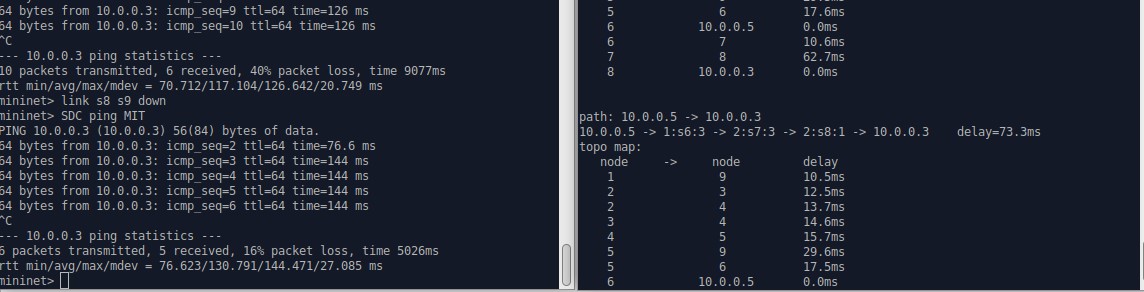 64 bytes from 10.0.0.3: icmp_seq=9 ttl=64 time=126 ms
64 bytes from 10.0.0.3: icmp_seq=10 ttl=64 time=126 ms
^C
--- 10.0.0.3 ping statistics ---
10 packets transmitted, 6 received, 40% packet loss, time 9077ms
rtt min/avg/max/mdev = 70.712/117.104/126.642/20.749 ms
mininet> link s8 s9 down
mininet> SDC ping MIT
PING 10.0.0.3 (10.0.0.3) 56(84) bytes of data.
64 bytes from 10.0.0.3: icmp_seq=2 ttl=64 time=76.6 ms
64 bytes from 10.0.0.3: icmp_seq=3 ttl=64 time=144 ms
64 bytes from 10.0.0.3: icmp_seq=4 ttl=64 time=144 ms
64 bytes from 10.0.0.3: icmp_seq=5 ttl=64 time=144 ms
64 bytes from 10.0.0.3: icmp_seq=6 ttl=64 time=144 ms
^C
--- 10.0.0.3 ping statistics ---
6 packets transmitted, 5 received, 16% packet loss, time 5026ms
rtt min/avg/max/mdev = 76.623/130.791/144.471/27.085 ms
mininet>
5 6 17.6ms
6 10.0.0.5 0.0ms
6 7 10.6ms
7 8 62.7ms
8 10.0.0.3 0.0ms
path: 10.0.0.5 -> 10.0.0.3
10.0.0.5 -> 1:s6:3 -> 2:s7:3 -> 2:s8:1 -> 10.0.0.3 delay=73.3ms
topo map:
node -> node delay
1 9 10.5ms
2 3 12.5ms
2 4 13.7ms
3 4 14.6ms
4 5 15.7ms
5 9 29.6ms
5 6 17.5ms
6 10.0.0.5 0.0ms